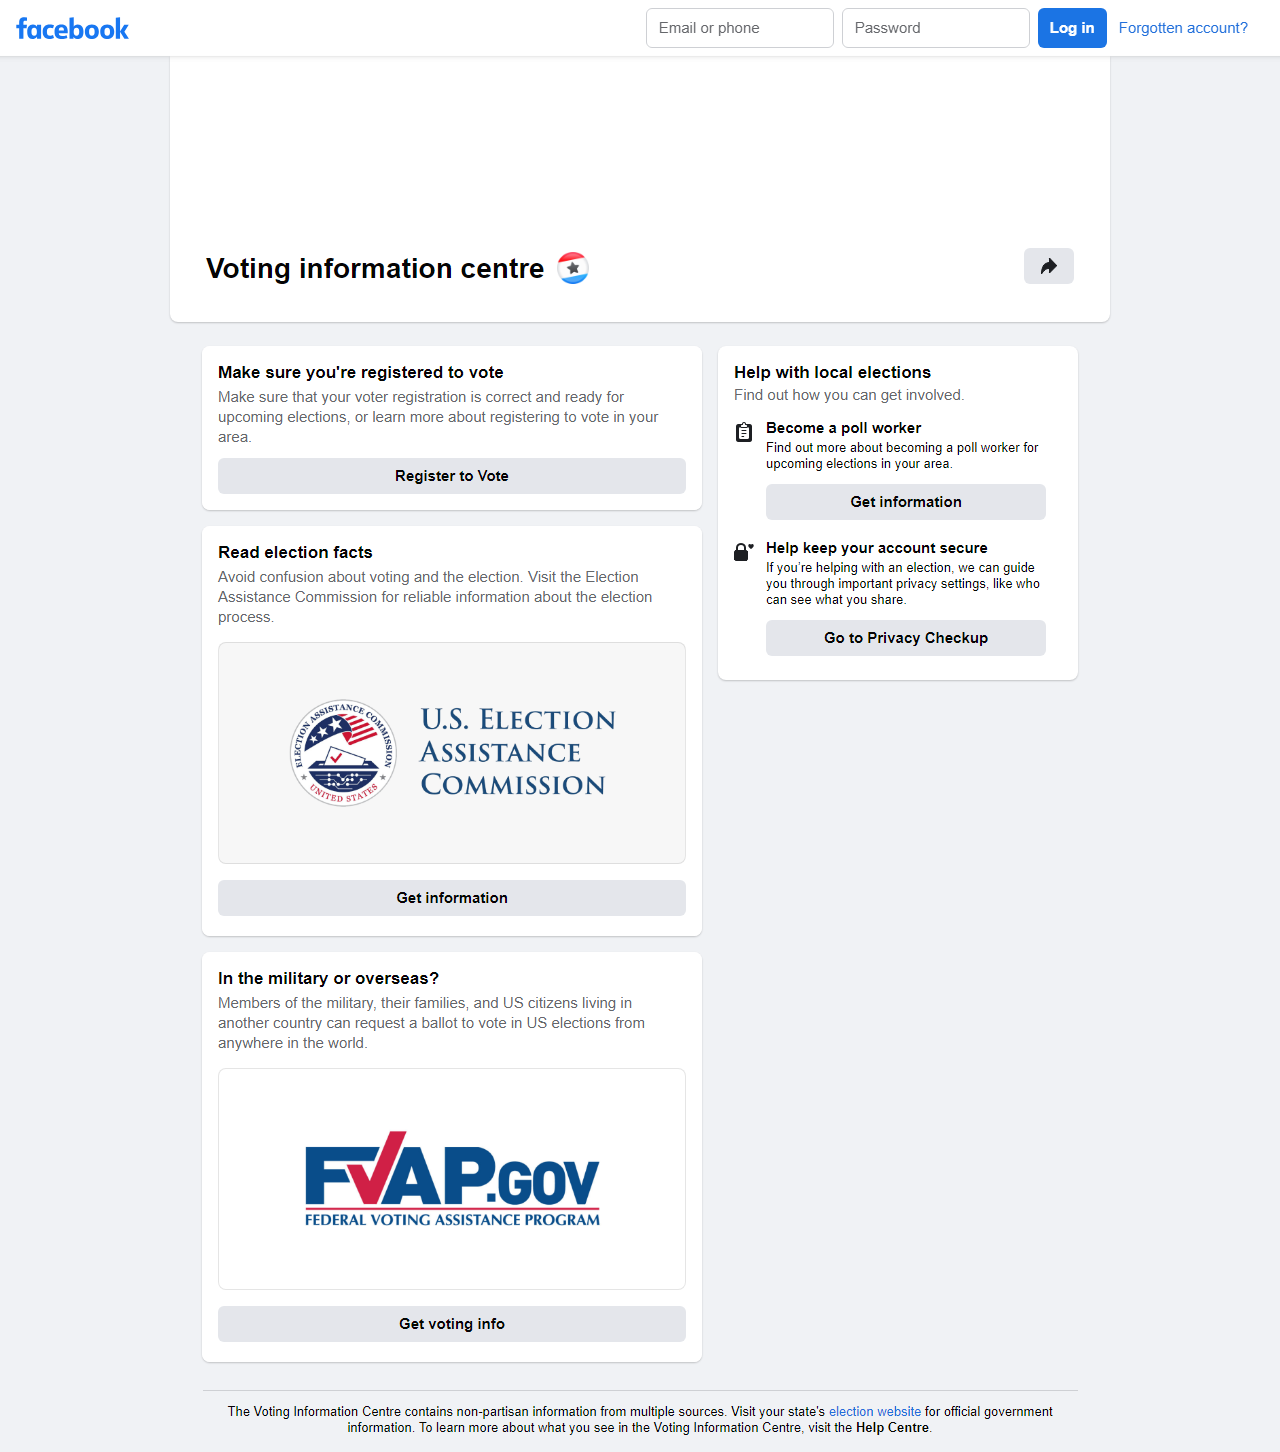 facebook
Email or phone
Password
Log in
Forgotten account?
Voting information centre
Make sure you're registered to vote
Make sure that your voter registration is correct and ready for
upcoming elections, or learn more about registering to vote in your
area.
Register to Vote
Read election facts
Avoid confusion about voting and the election. Visit the Election
Assistance Commission for reliable information about the election
process.
ELECTION ASSISTANCE COMMISSION
UNITED STATES
U.S. ELECTION
ASSISTANCE
COMMISSION
Get information
In the military or overseas?
Members of the military, their families, and US citizens living in
another country can request a ballot to vote in US elections from
anywhere in the world.
FVAP.GOV
FEDERAL VOTING ASSISTANCE PROGRAM
Get voting info
Help with local elections
Find out how you can get involved.
Become a poll worker
Find out more about becoming a poll worker for
upcoming elections in your area.
Get information
Help keep your account secure
If you're helping with an election, we can guide
you through important privacy settings, like who
can see what you share.
Go to Privacy Checkup
The Voting Information Centre contains non-partisan information from multiple sources. Visit your state's election website for official government
information. To learn more about what you see in the Voting Information Centre, visit the Help Centre.